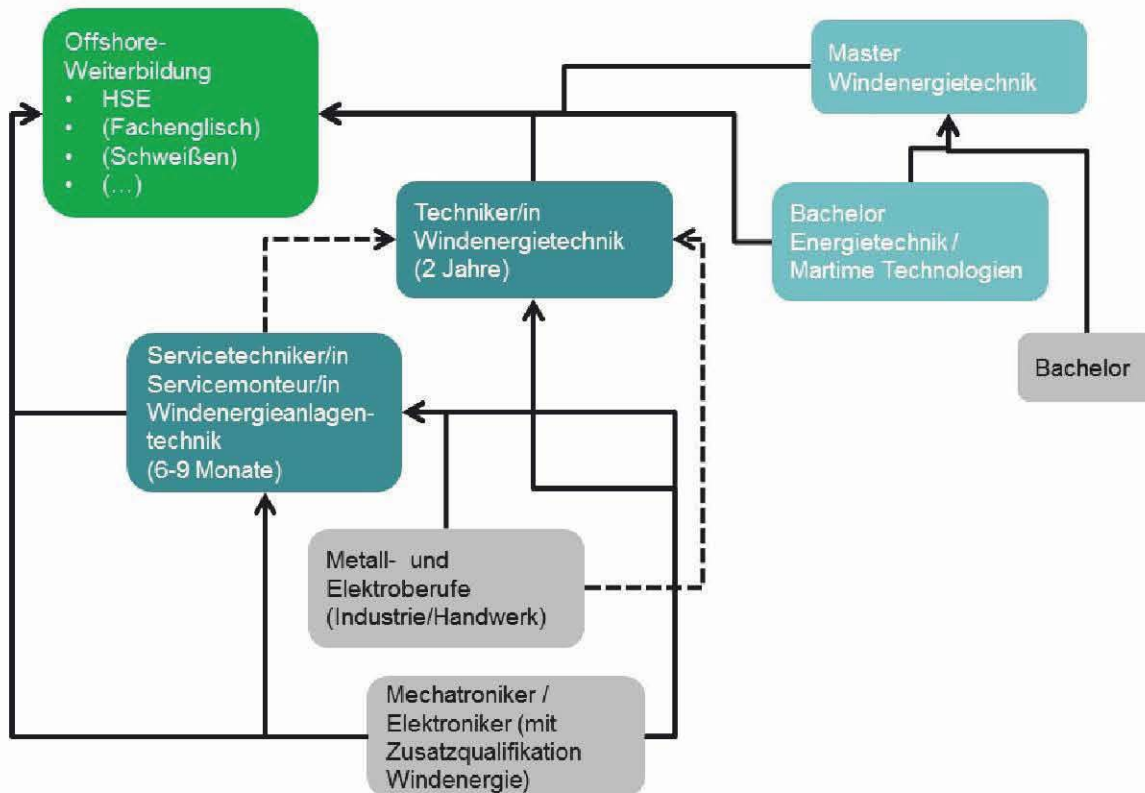 Offshore-
Weiterbildung
• HSE
• (Fachenglisch)
• (Schweißen)
• (...)
Master
Windenergietechnik
Techniker/in
Windenergietechnik
(2 Jahre)
Bachelor
Energietechnik /
Martime Technologien
Servicetechniker/in
Servicemonteur/in
Windenergieanlagen-
technik
(6-9 Monate)
Bachelor
Metall- und
Elektroberufe
(Industrie/Handwerk)
Mechatroniker /
Elektroniker (mit
Zusatzqualifikation
Windenergie)